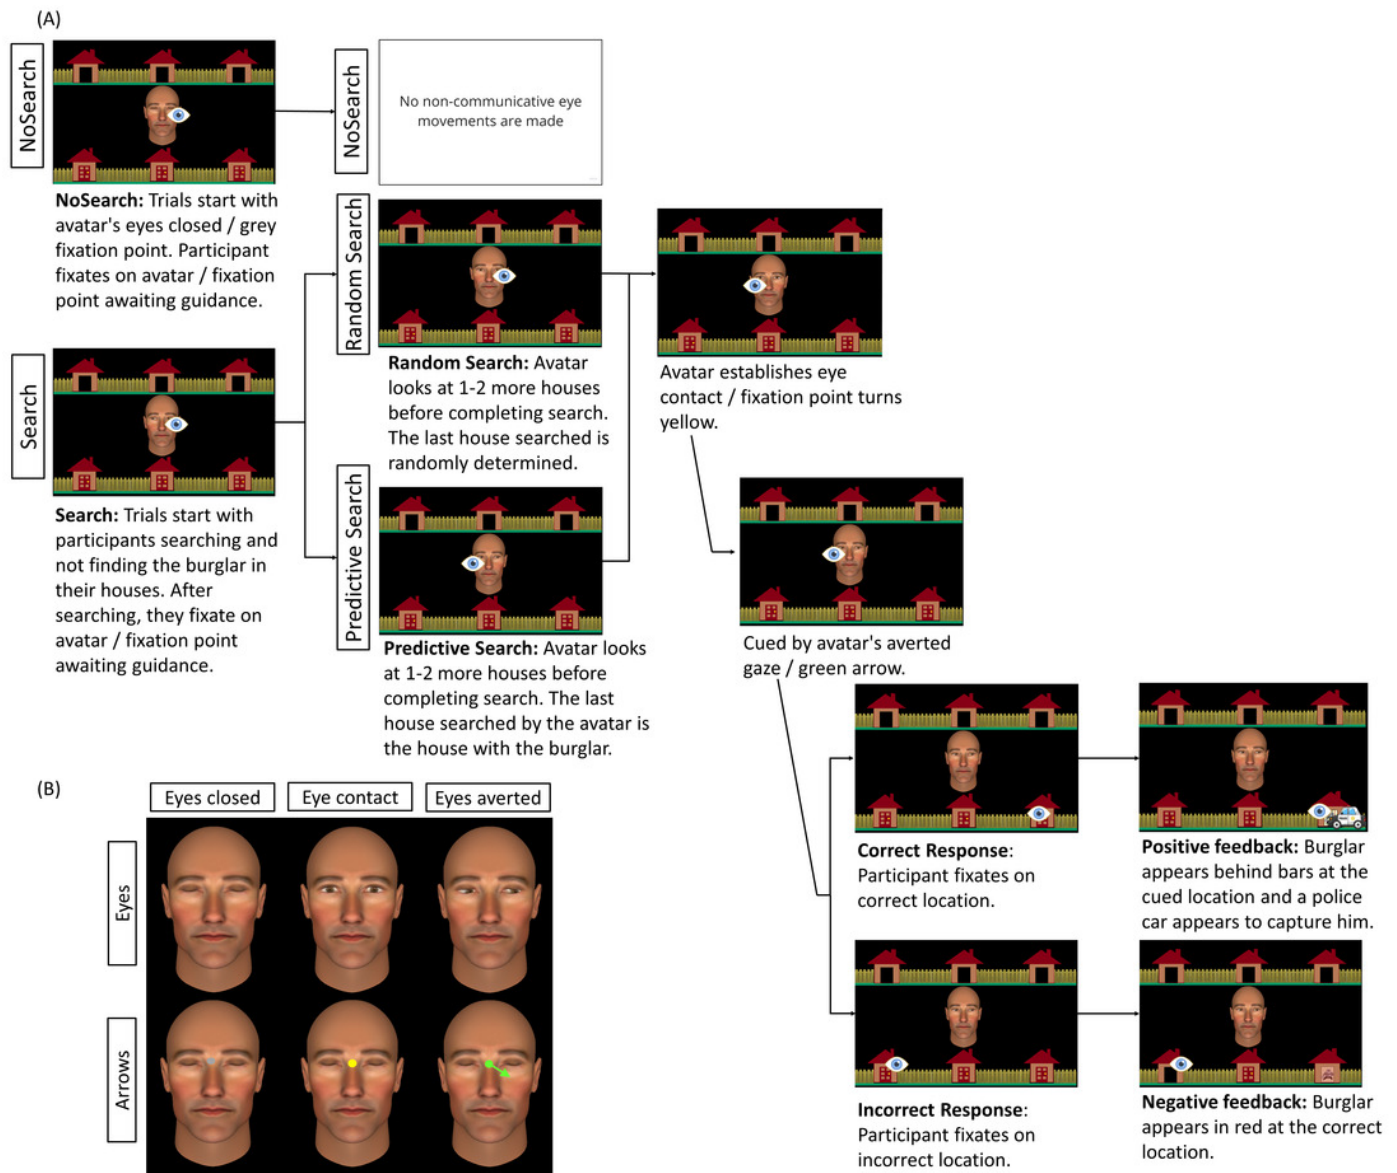 (A)
NoSearch
NoSearch
No non-communicative eye
movements are made
NoSearch: Trials start with
avatar's eyes closed / grey
fixation point. Participant
fixates on avatar / fixation
point awaiting guidance.
Search
Search: Trials start with
participants searching and
not finding the burglar in
their houses. After
searching, they fixate on
avatar / fixation point
awaiting guidance.
Random Search
Random Search: Avatar
looks at 1-2 more houses
before completing search.
The last house searched is
randomly determined.
Predictive Search
Predictive Search: Avatar looks
at 1-2 more houses before
completing search. The last
house searched by the avatar is
the house with the burglar.
Avatar establishes eye
contact / fixation point turns
yellow.
Cued by avatar's averted
gaze / green arrow.
Correct Response:
Participant fixates on
correct location.
Positive feedback: Burglar
appears behind bars at the
cued location and a police
car appears to capture him.
Incorrect Response:
Participant fixates on
incorrect location.
Negative feedback: Burglar
appears in red at the correct
location.
(B)
Eyes closed
Eye contact
Eyes averted
Eyes
Arrows